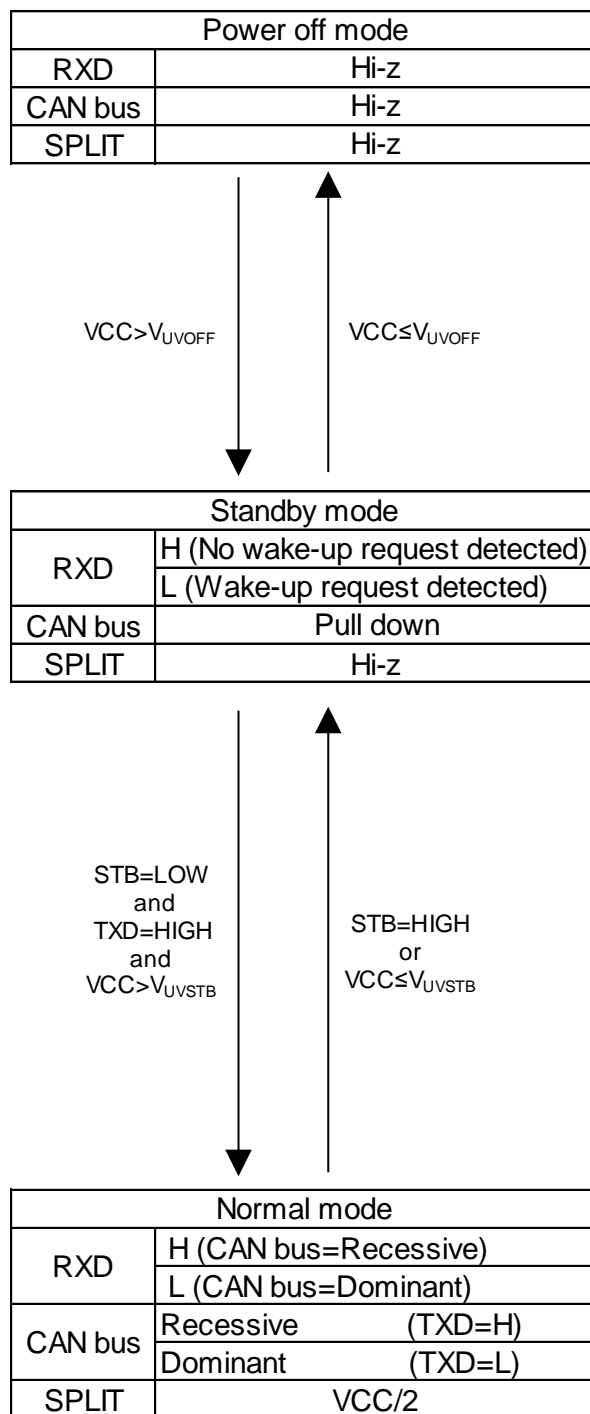 Power off mode
RXD Hi-z
CAN bus Hi-z
SPLIT Hi-z
VCC>VUVOFF VCC≤VUVOFF
Standby mode
RXD
H (No wake-up request detected)
L (Wake-up request detected)
CAN bus Pull down
SPLIT Hi-z
STB=LOW
and
TXD=HIGH
and
VCC>VUVSTB
STB=HIGH
or
VCC≤VUVSTB
Normal mode
RXD
H (CAN bus=Recessive)
L (CAN bus=Dominant)
CAN bus
Recessive (TXD=H)
Dominant (TXD=L)
SPLIT VCC/2